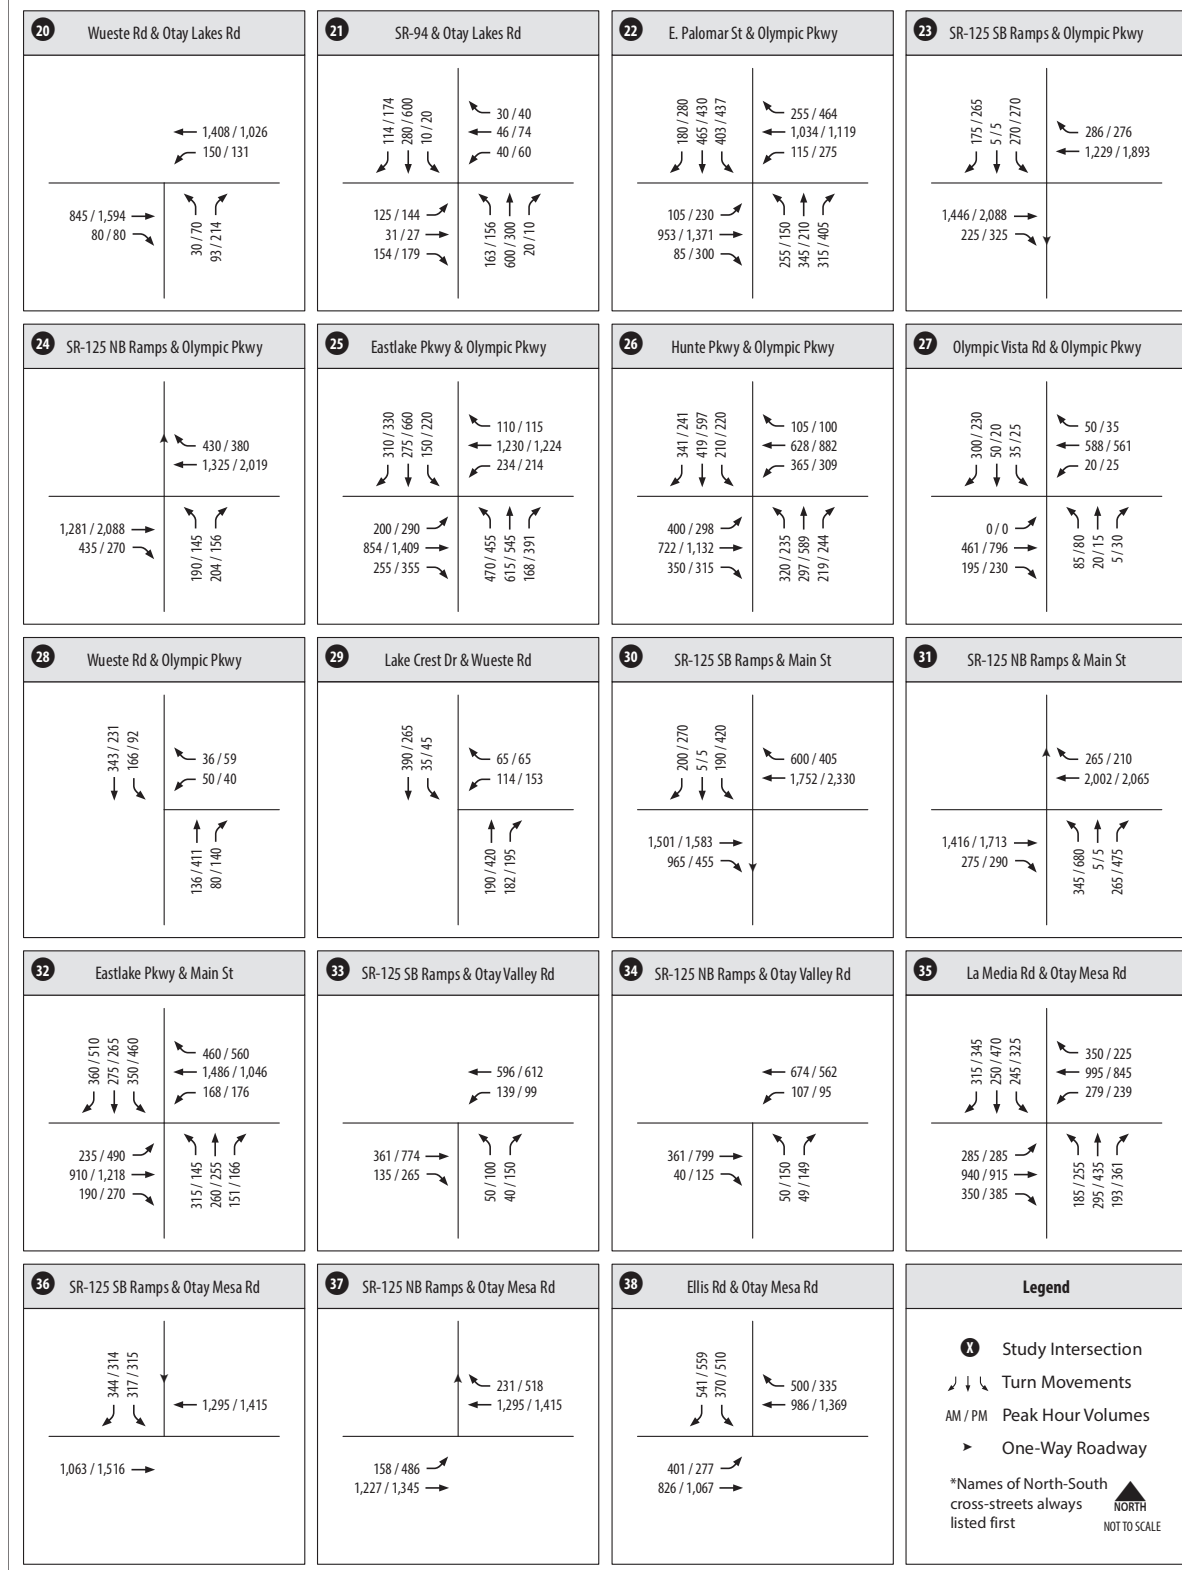 20 Wueste Rd & Otay Lakes Rd
1,408 / 1,026
150 / 131
845 / 1,594
80 / 80
30 / 70
93 / 214
21 SR-94 & Otay Lakes Rd
114 / 174
280 / 600
10 / 20
30 / 40
46 / 74
40 / 60
125 / 144
31 / 27
154 / 179
163 / 156
600 / 300
20 / 10
22 E. Palomar St & Olympic Pkwy
180 / 280
465 / 430
403 / 437
255 / 464
1,034 / 1,119
115 / 275
105 / 230
953 / 1,371
85 / 300
255 / 150
345 / 210
315 / 405
23 SR-125 SB Ramps & Olympic Pkwy
175 / 265
5 / 5
270 / 270
286 / 276
1,229 / 1,893
1,446 / 2,088
225 / 325
24 SR-125 NB Ramps & Olympic Pkwy
430 / 380
1,325 / 2,019
1,281 / 2,088
435 / 270
190 / 145
204 / 156
25 Eastlake Pkwy & Olympic Pkwy
310 / 330
275 / 660
150 / 220
110 / 115
1,230 / 1,224
234 / 214
200 / 290
854 / 1,409
255 / 355
470 / 455
615 / 545
168 / 391
26 Hunte Pkwy & Olympic Pkwy
341 / 241
419 / 597
210 / 220
105 / 100
628 / 882
365 / 309
400 / 298
722 / 1,132
350 / 315
320 / 235
297 / 589
219 / 244
27 Olympic Vista Rd & Olympic Pkwy
300 / 230
50 / 20
35 / 25
50 / 35
588 / 561
20 / 25
0 / 0
461 / 796
195 / 230
85 / 80
20 / 15
5 / 30
28 Wueste Rd & Olympic Pkwy
343 / 231
166 / 92
36 / 59
50 / 40
136 / 411
80 / 140
29 Lake Crest Dr & Wueste Rd
390 / 265
35 / 45
65 / 65
114 / 153
190 / 420
182 / 195
30 SR-125 SB Ramps & Main St
200 / 270
5 / 5
190 / 420
600 / 405
1,752 / 2,330
1,501 / 1,583
965 / 455
31 SR-125 NB Ramps & Main St
265 / 210
2,002 / 2,065
1,416 / 1,713
275 / 290
345 / 680
5 / 5
265 / 475
32 Eastlake Pkwy & Main St
360 / 510
275 / 265
350 / 460
460 / 560
1,486 / 1,046
168 / 176
235 / 490
910 / 1,218
190 / 270
315 / 145
260 / 255
151 / 166
33 SR-125 SB Ramps & Otay Valley Rd
596 / 612
139 / 99
361 / 774
135 / 265
50 / 100
40 / 150
34 SR-125 NB Ramps & Otay Valley Rd
674 / 562
107 / 95
361 / 799
40 / 125
50 / 150
49 / 149
35 La Media Rd & Otay Mesa Rd
315 / 345
250 / 470
245 / 325
350 / 225
995 / 845
279 / 239
285 / 285
940 / 915
350 / 385
185 / 255
295 / 435
193 / 361
36 SR-125 SB Ramps & Otay Mesa Rd
344 / 314
317 / 315
1,295 / 1,415
1,063 / 1,516
37 SR-125 NB Ramps & Otay Mesa Rd
231 / 518
1,295 / 1,415
158 / 486
1,227 / 1,345
38 Ellis Rd & Otay Mesa Rd
541 / 559
370 / 510
500 / 335
986 / 1,369
401 / 277
826 / 1,067
Legend
X Study Intersection
Turn Movements
AM / PM Peak Hour Volumes
One-Way Roadway
*Names of North-South
cross-streets always
listed first
NORTH
NOT TO SCALE